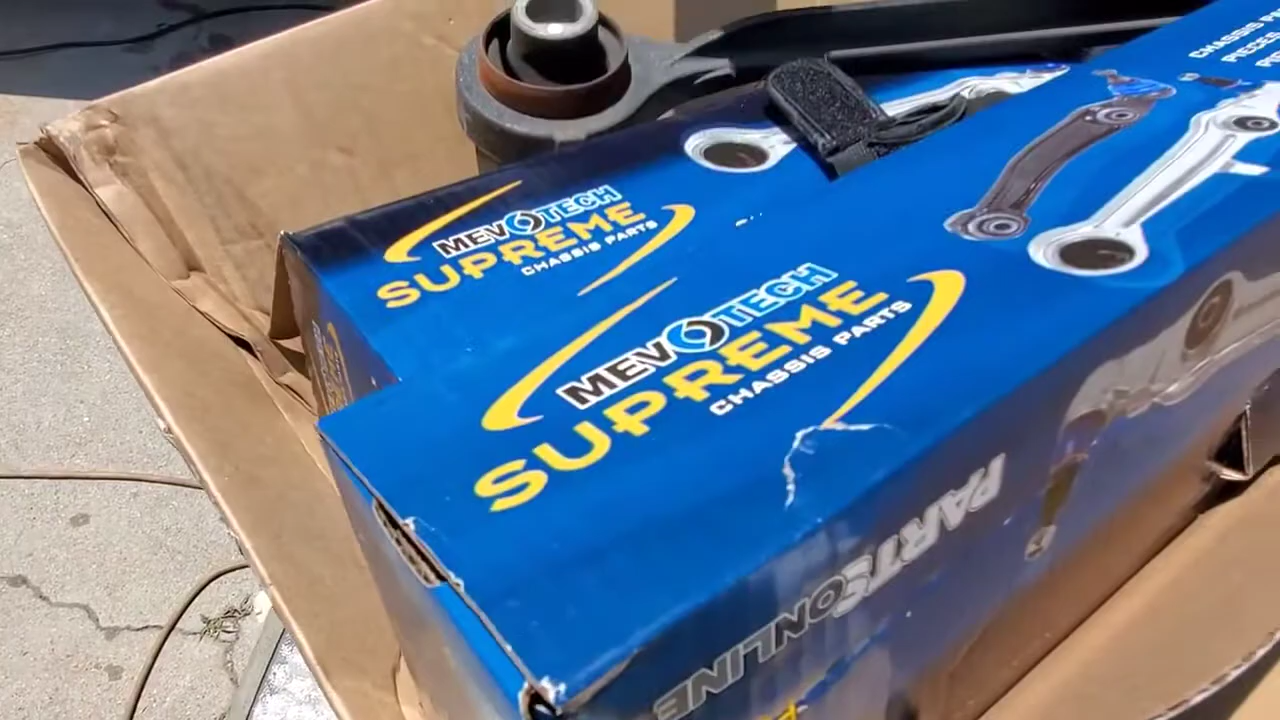 MEVOTECH
SUPREME
CHASSIS PARTS
MEVOTECH
SUPREME
CHASSIS PARTS
PARTSONLINE